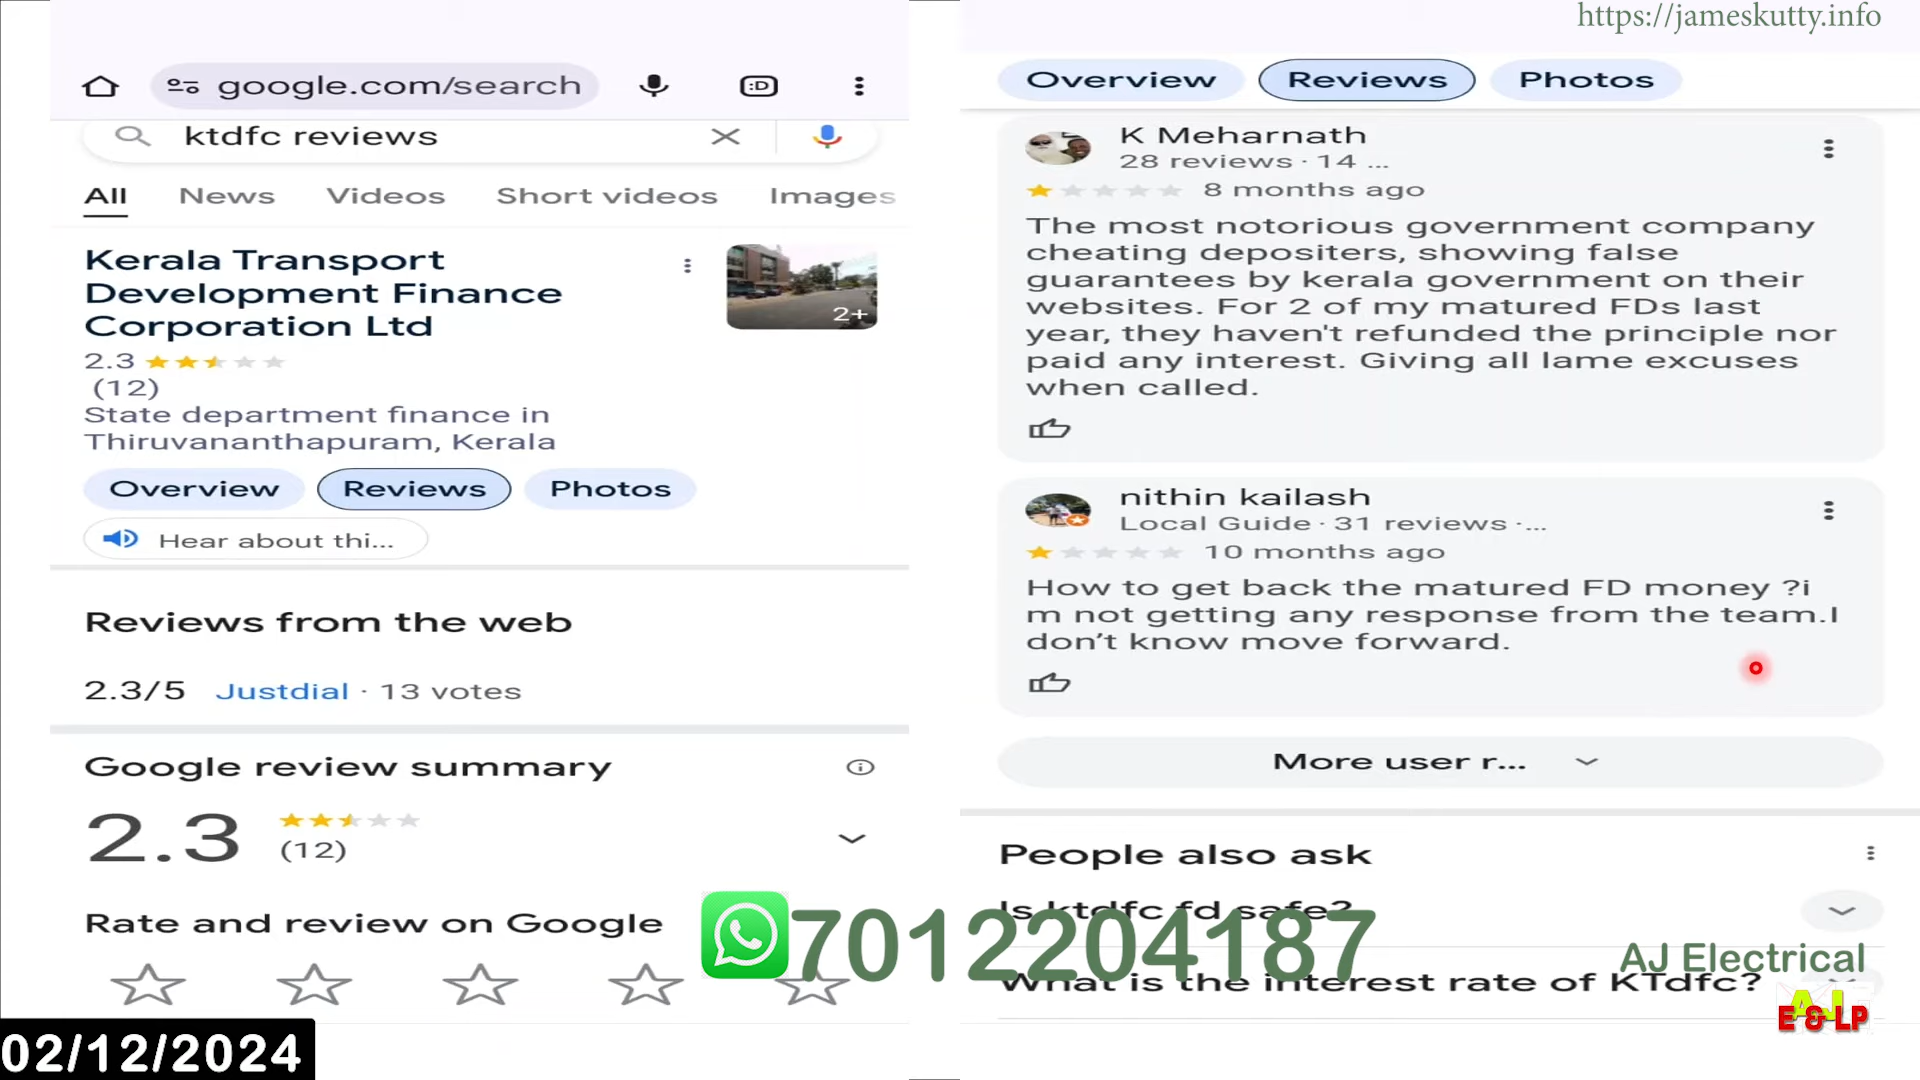 https://jameskutty.info
google.com/search
:D
ktdfc reviews
All News Videos Short videos Images
Kerala Transport
Development Finance
Corporation Ltd
2+
2.3
(12)
State department finance in
Thiruvananthapuram, Kerala
Overview Reviews Photos
Hear about thi...
Reviews from the web
2.3/5 Justdial · 13 votes
Google review summary
2.3
(12)
Rate and review on Google
Overview Reviews Photos
K Meharnath
28 reviews · 14 ...
8 months ago
The most notorious government company
cheating depositers, showing false
guarantees by kerala government on their
websites. For 2 of my matured FDs last
year, they haven't refunded the principle nor
paid any interest. Giving all lame excuses
when called.
nithin kailash
Local Guide · 31 reviews ·...
10 months ago
How to get back the matured FD money ?i
m not getting any response from the team.I
don't know move forward.
More user r...
People also ask
Is ktdfc fd safe?
What is the interest rate of KTdfc?
7012204187
AJ Electrical
AJ
E & LP
02/12/2024